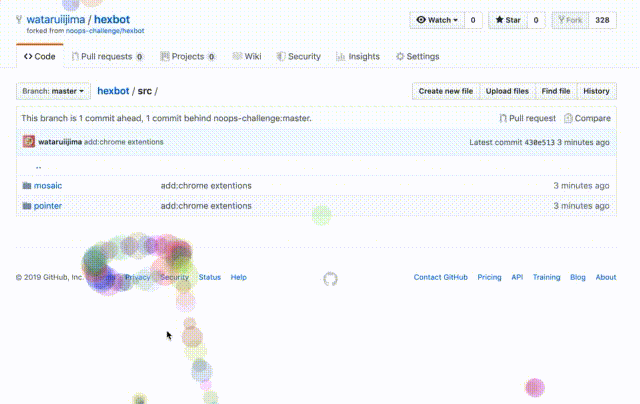 wataruiijima / hexbot
forked from noops-challenge/hexbot
Watch 0 Star 0 Fork 328
Code Pull requests 0 Projects 0 Wiki Security Insights Settings
Branch: master hexbot / src / Create new file Upload files Find file History
This branch is 1 commit ahead, 1 commit behind noops-challenge:master. Pull request Compare
wataruiijima add:chrome extentions Latest commit 430e513 3 minutes ago
..
mosaic add:chrome extentions 3 minutes ago
pointer add:chrome extentions 3 minutes ago
© 2019 GitHub, Inc. Privacy Security Status Help Contact GitHub Pricing API Training Blog About